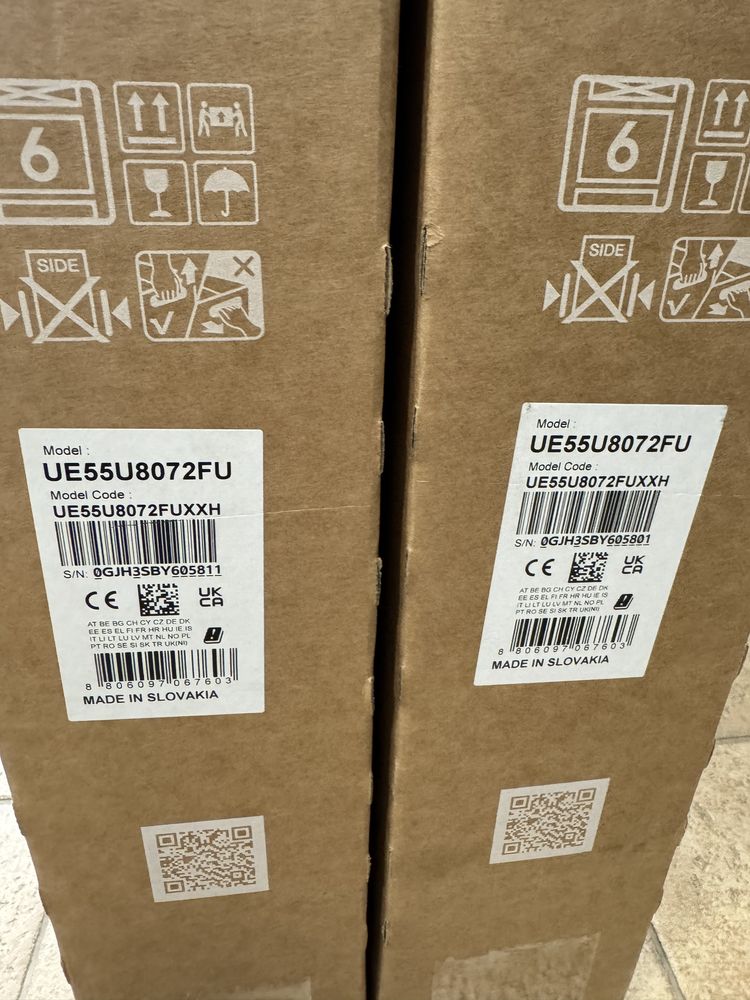 6
SIDE
Model :
UE55U8072FU
Model Code :
UE55U8072FUXXH
S/N: 0GJH3SBY605811
CE
UK
CA
AT BE BG CH CY CZ DE DK
EE ES EL FI FR HR HU IE IS
IT LI LT LU LV MT NL NO PL
PT RO SE SI SK TR UK(NI)
8 806097 067603
MADE IN SLOVAKIA
6
SIDE
Model :
UE55U8072FU
Model Code :
UE55U8072FUXXH
S/N: 0GJH3SBY605801
CE
UK
CA
AT BE BG CH CY CZ DE DK
EE ES EL FI FR HR HU IE IS
IT LI LT LU LV MT NL NO PL
PT RO SE SI SK TR UK(NI)
8 806097 067603
MADE IN SLOVAKIA